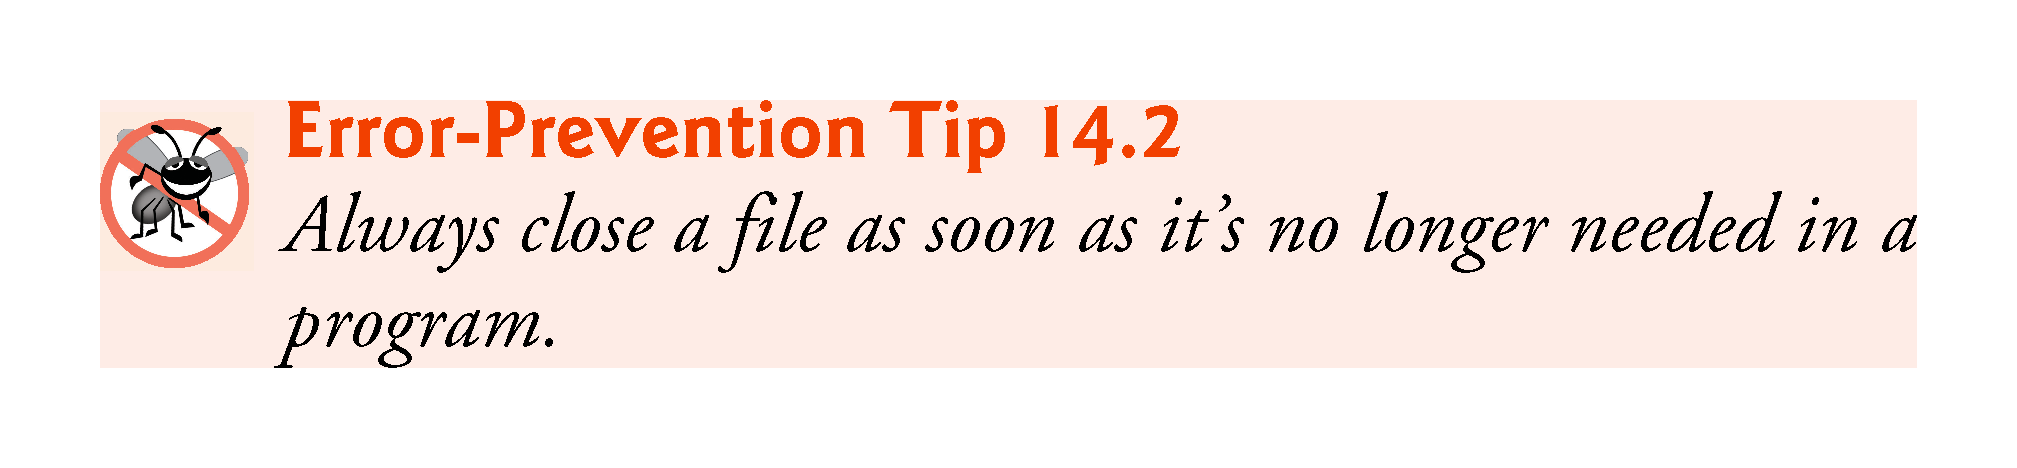 Error-Prevention Tip 14.2
Always close a file as soon as it’s no longer needed in a
program.